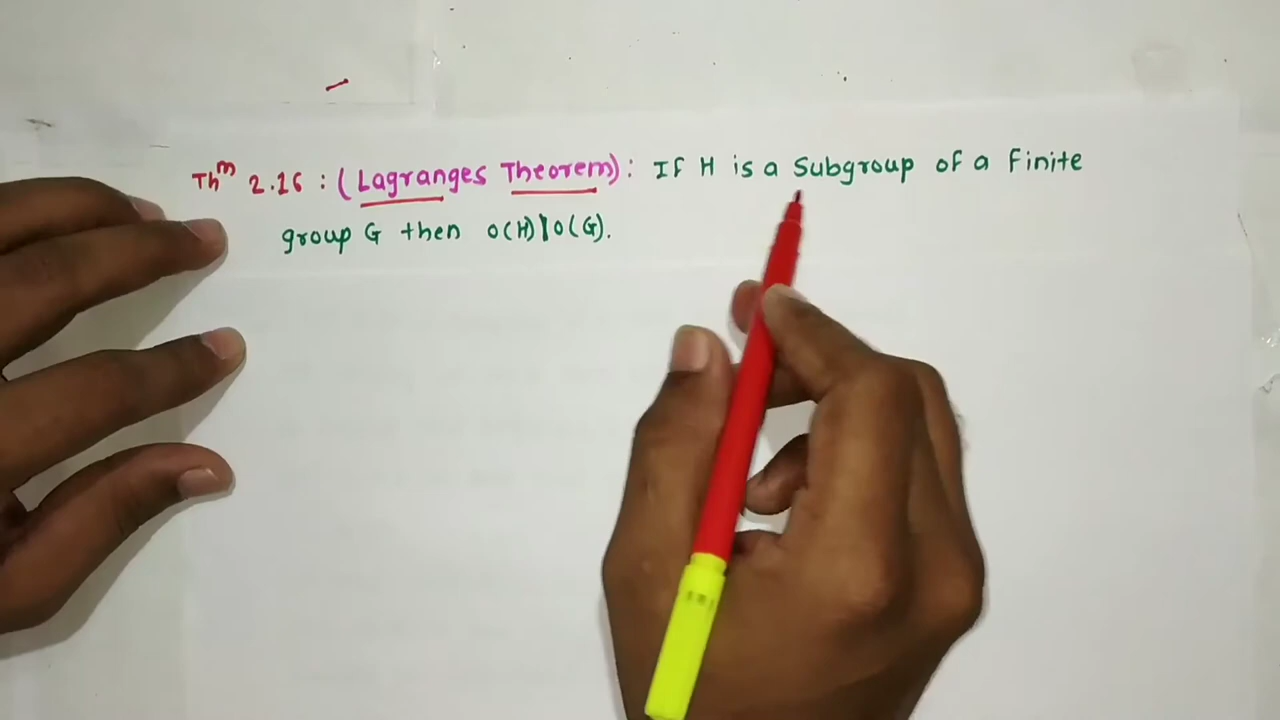 Thm 2.16 : (Lagranges Theorem): If H is a Subgroup of a Finite
group G then o(H)|o(G).